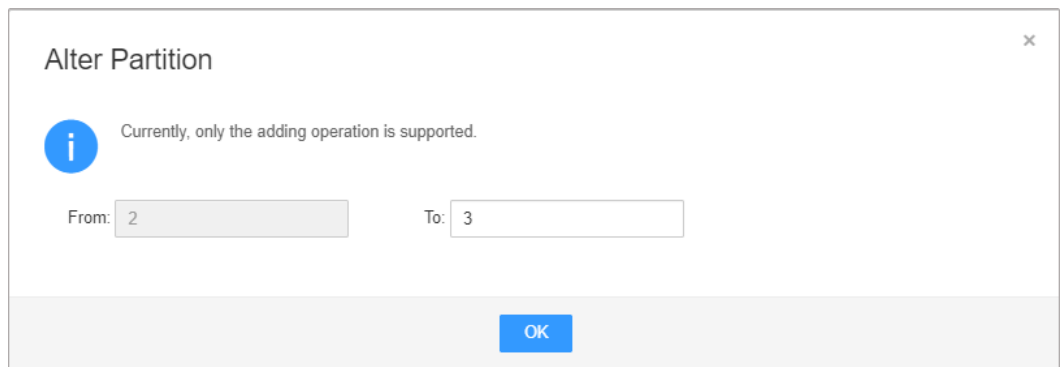 Alter Partition
×
i
Currently, only the adding operation is supported.
From: 2 To: 3
OK